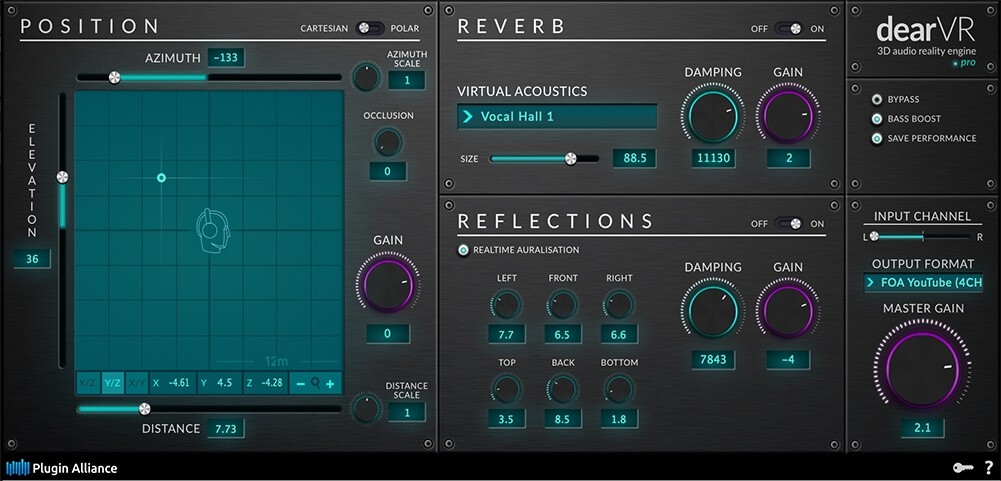 POSITION
CARTESIAN
POLAR
AZIMUTH -133
AZIMUTH SCALE
1
OCCLUSION
0
ELEVATION
36
GAIN
0
12m
X/Z Y/Z X/Y X -4.61 Y 4.5 Z -4.28 - +
DISTANCE SCALE
1
DISTANCE 7.73
REVERB
OFF ON
VIRTUAL ACOUSTICS
Vocal Hall 1
SIZE 88.5
DAMPING
11130
GAIN
2
REFLECTIONS
OFF ON
REALTIME AURALISATION
LEFT FRONT RIGHT
7.7 6.5 6.6
TOP BACK BOTTOM
3.5 8.5 1.8
DAMPING
7843
GAIN
-4
dearVR
3D audio reality engine
pro
BYPASS
BASS BOOST
SAVE PERFORMANCE
INPUT CHANNEL
L R
OUTPUT FORMAT
FOA YouTube (4CH
MASTER GAIN
2.1
Plugin Alliance
?